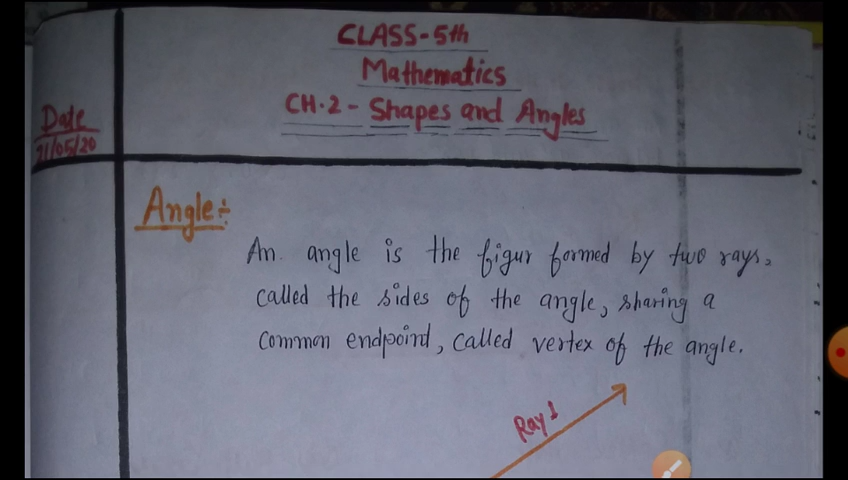 CLASS-5th
Mathematics
CH.2 - Shapes and Angles
Date
21/05/20
Angle:-
An angle is the figur formed by two rays,
called the sides of the angle, sharing a
common endpoint, called vertex of the angle.
Ray 1